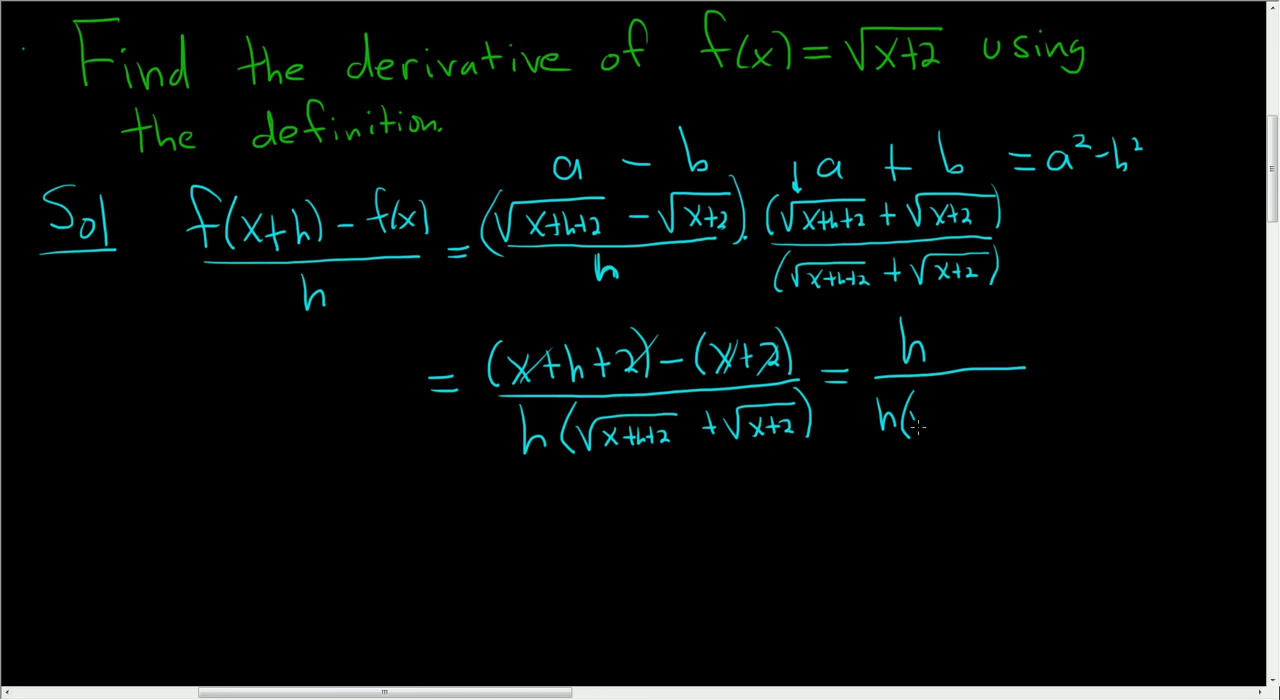 Find the derivative of f(x) = √(x+2) using
the definition.
a - b a + b = a² - b²
Sol f(x+h) - f(x) / h = (√(x+h+2) - √(x+2)) / h · (√(x+h+2) + √(x+2)) / (√(x+h+2) + √(x+2))
= (x+h+2) - (x+2) / h(√(x+h+2) + √(x+2)) = h / h(